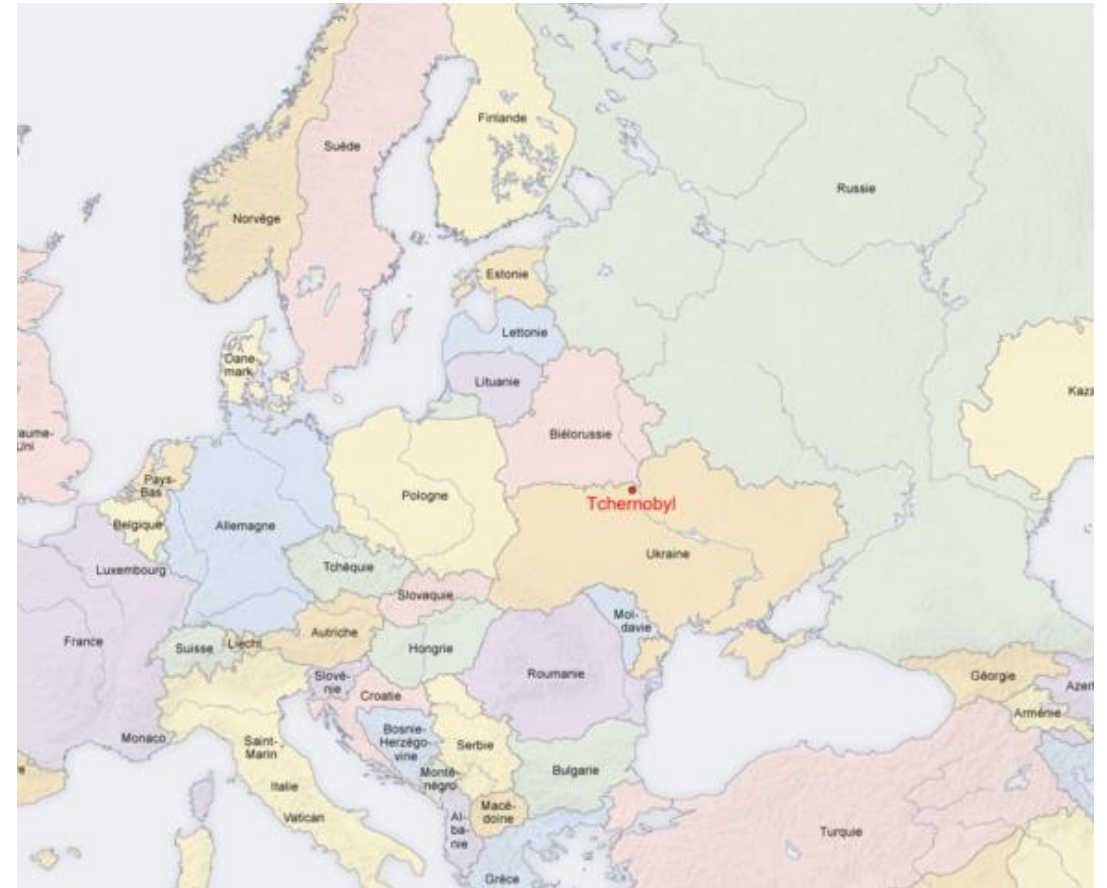 Finlande
Suède
Russie
Norvège
Estonie
Lettonie
Dane-
mark
Lituanie
Kaza
Biélorussie
aume-
Uni
Pays-
Bas
Pologne
Tchernobyl
Belgique
Allemagne
Ukraine
Luxembourg
Tchéquie
Slovaquie
Mol-
davie
France
Suisse
Liecht
Autriche
Hongrie
Roumanie
Géorgie
Slové-
nie
Croatie
Azerb
Arménie
Monaco
Saint-
Marin
Bosnie-
Herzégo-
vine
Serbie
Bulgarie
Monté-
négro
Italie
Vatican
Macé-
doine
Al-
ba-
nie
Turquie
Grèce
e